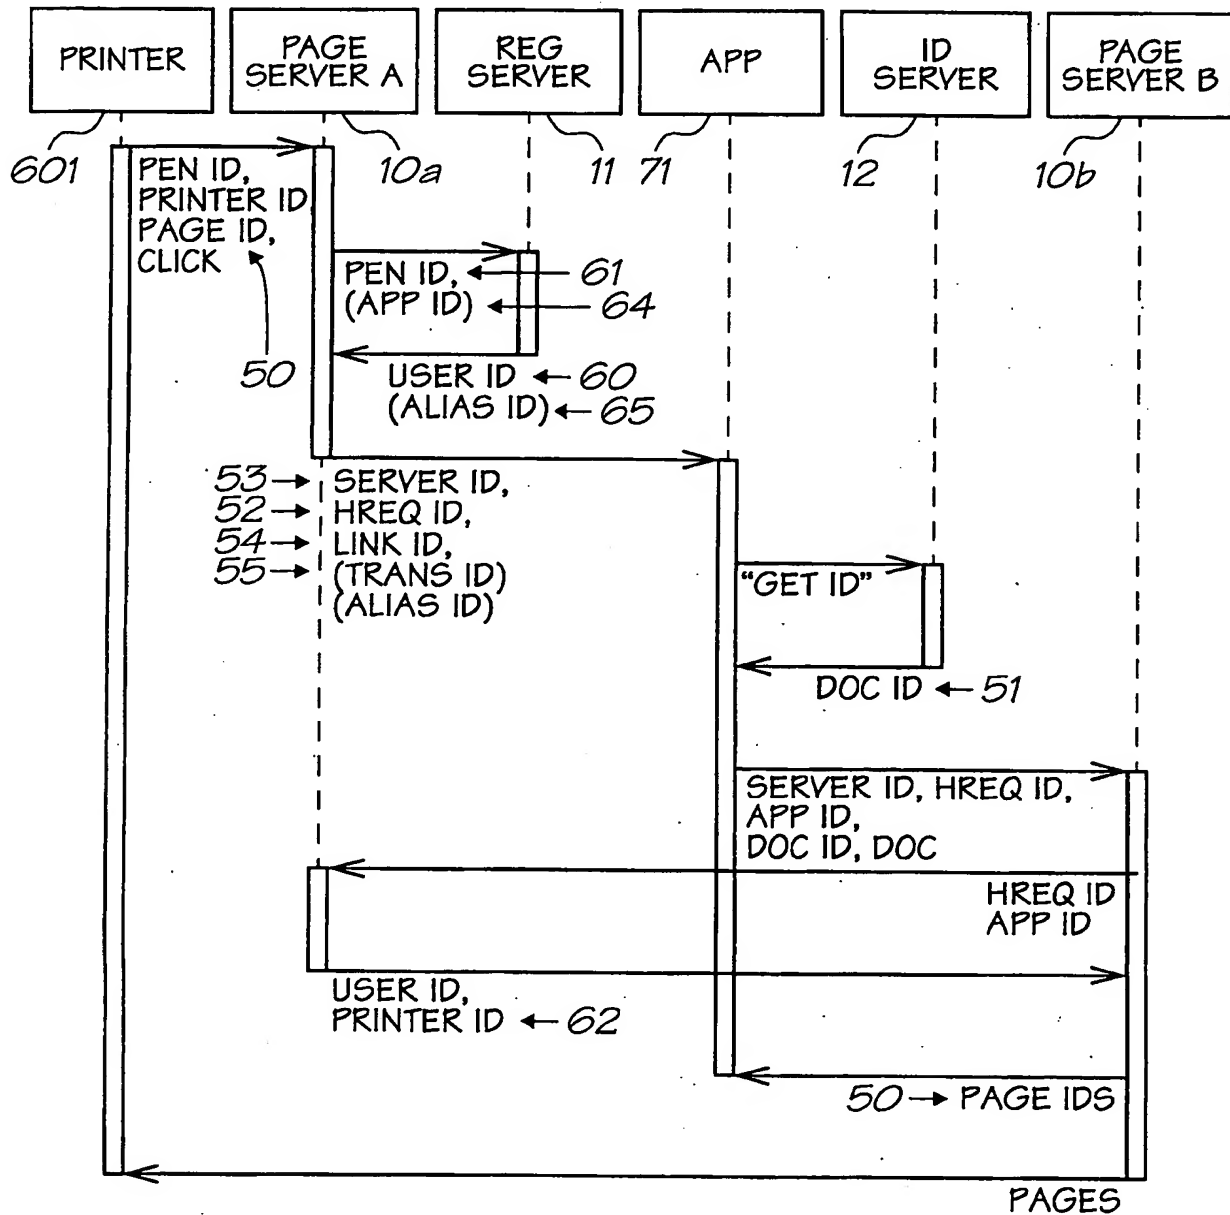 PRINTER
PAGE
SERVER A
REG
SERVER
APP
ID
SERVER
PAGE
SERVER B
601
10a
11
71
12
10b
PEN ID,
PRINTER ID
PAGE ID,
CLICK
50
PEN ID,
61
(APP ID)
64
USER ID
60
(ALIAS ID)
65
53
SERVER ID,
52
HREQ ID,
54
LINK ID,
55
(TRANS ID)
(ALIAS ID)
"GET ID"
DOC ID
51
SERVER ID, HREQ ID,
APP ID,
DOC ID, DOC
HREQ ID
APP ID
USER ID,
PRINTER ID
62
50
PAGE IDS
PAGES